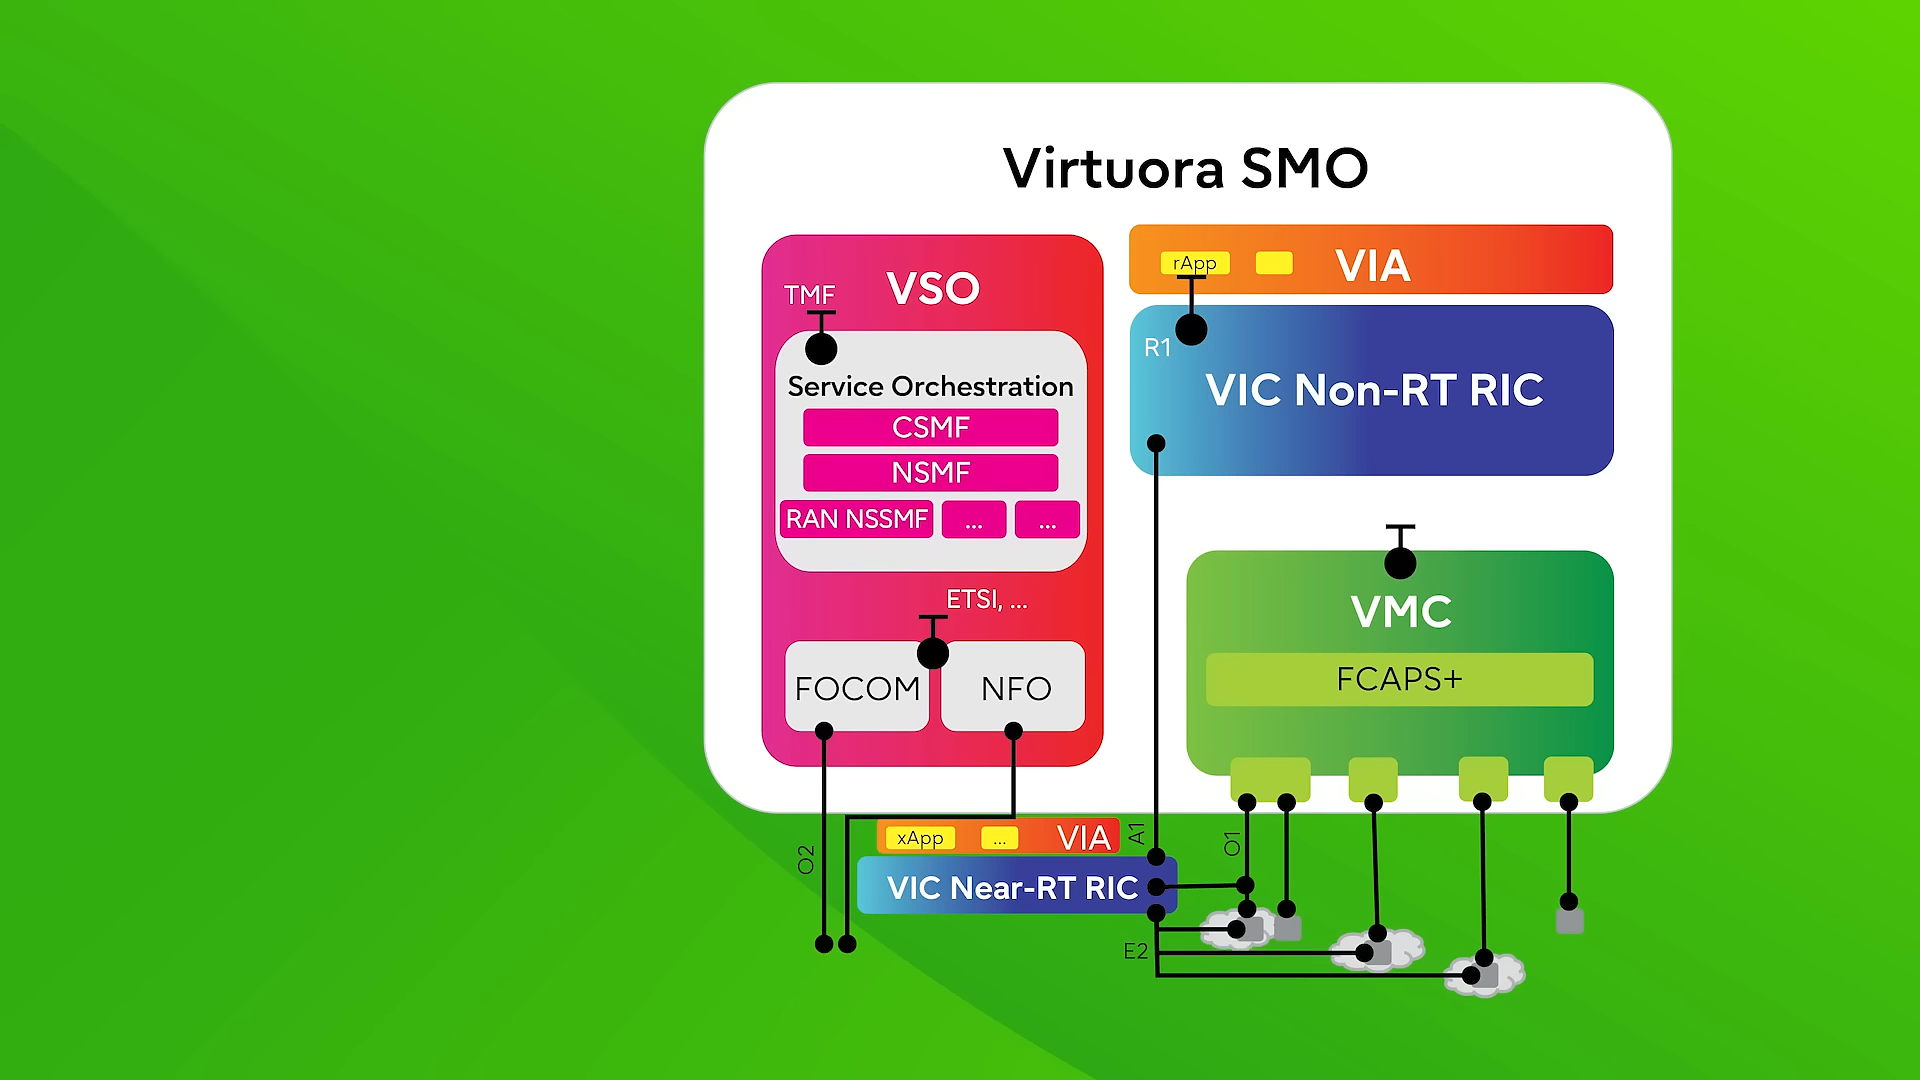 Virtuora SMO
VSO
TMF
Service Orchestration
CSMF
NSMF
RAN NSSMF
...
...
ETSI, ...
FOCOM
NFO
rApp
VIA
R1
VIC Non-RT RIC
VMC
FCAPS+
O2
xApp
...
VIA
A1
O1
VIC Near-RT RIC
E2